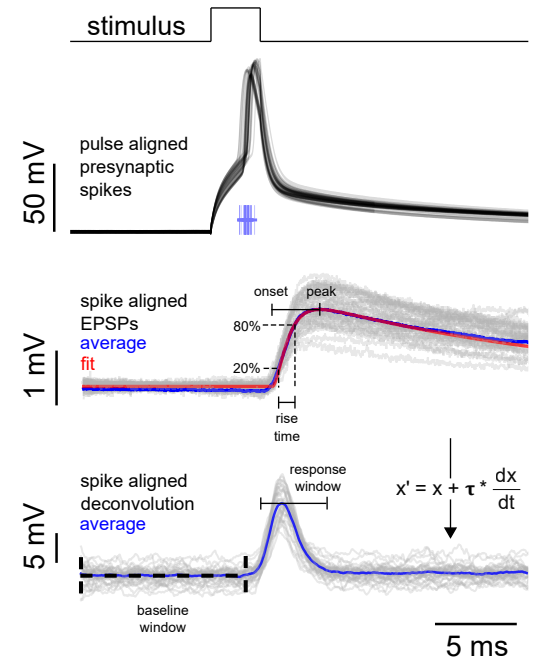 stimulus
pulse aligned
presynaptic
spikes
50 mV
spike aligned
EPSPs
average
fit
1 mV
onset
peak
80%
20%
rise
time
spike aligned
deconvolution
average
5 mV
response
window
x' = x + τ * dx
dt
baseline
window
5 ms